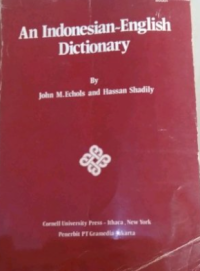 An Indonesian-English
Dictionary
By
John M. Echols and Hassan Shadily
Cornell University Press - Ithaca, New York
Penerbit PT Gramedia Jakarta